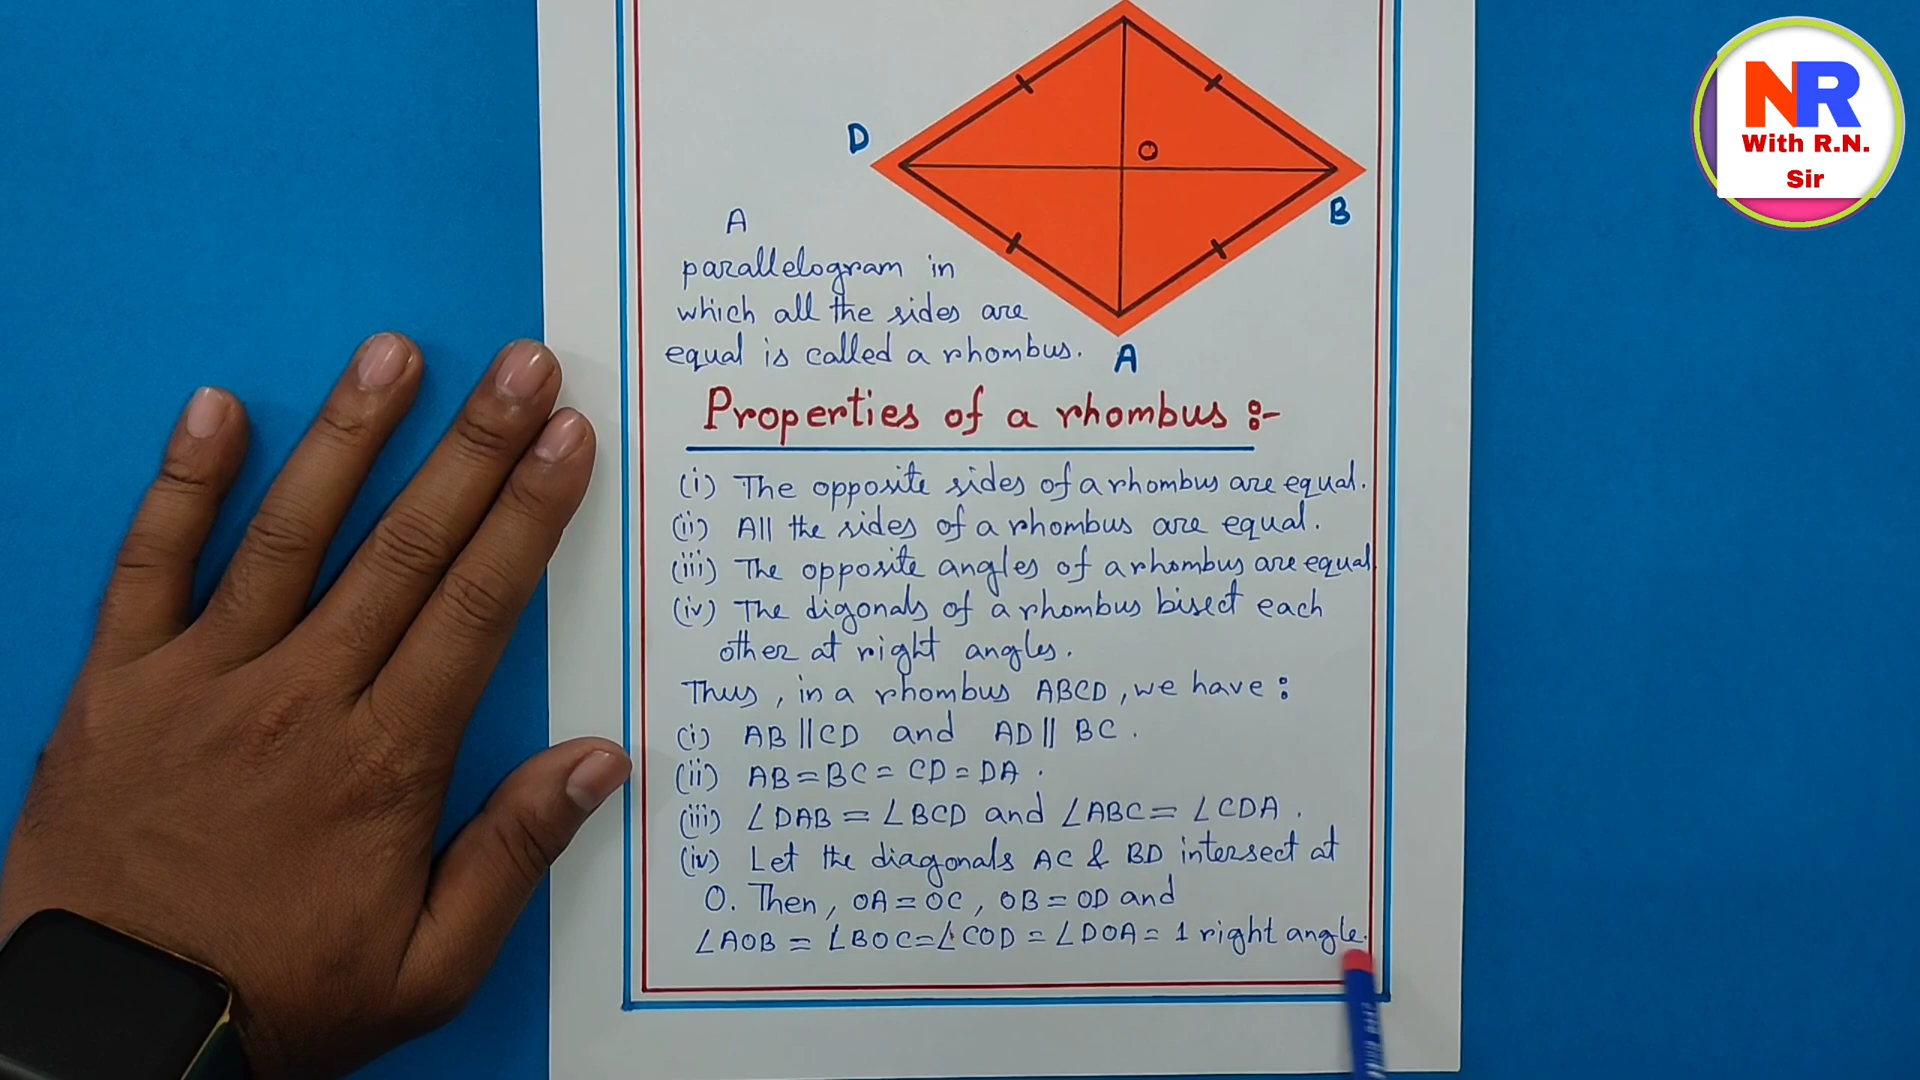 NR
With R.N.
Sir
D
O
B
A
A
parallelogram in
which all the sides are
equal is called a rhombus.
Properties of a rhombus :-
(i) The opposite sides of a rhombus are equal.
(ii) All the sides of a rhombus are equal.
(iii) The opposite angles of a rhombus are equal
(iv) The digonals of a rhombus bisect each
other at right angles.
Thus, in a rhombus ABCD, we have :
(i) AB || CD and AD || BC.
(ii) AB = BC = CD = DA.
(iii) ∠DAB = ∠BCD and ∠ABC = ∠CDA.
(iv) Let the diagonals AC & BD intersect at
O. Then, OA = OC, OB = OD and
∠AOB = ∠BOC = ∠COD = ∠DOA = 1 right angle.